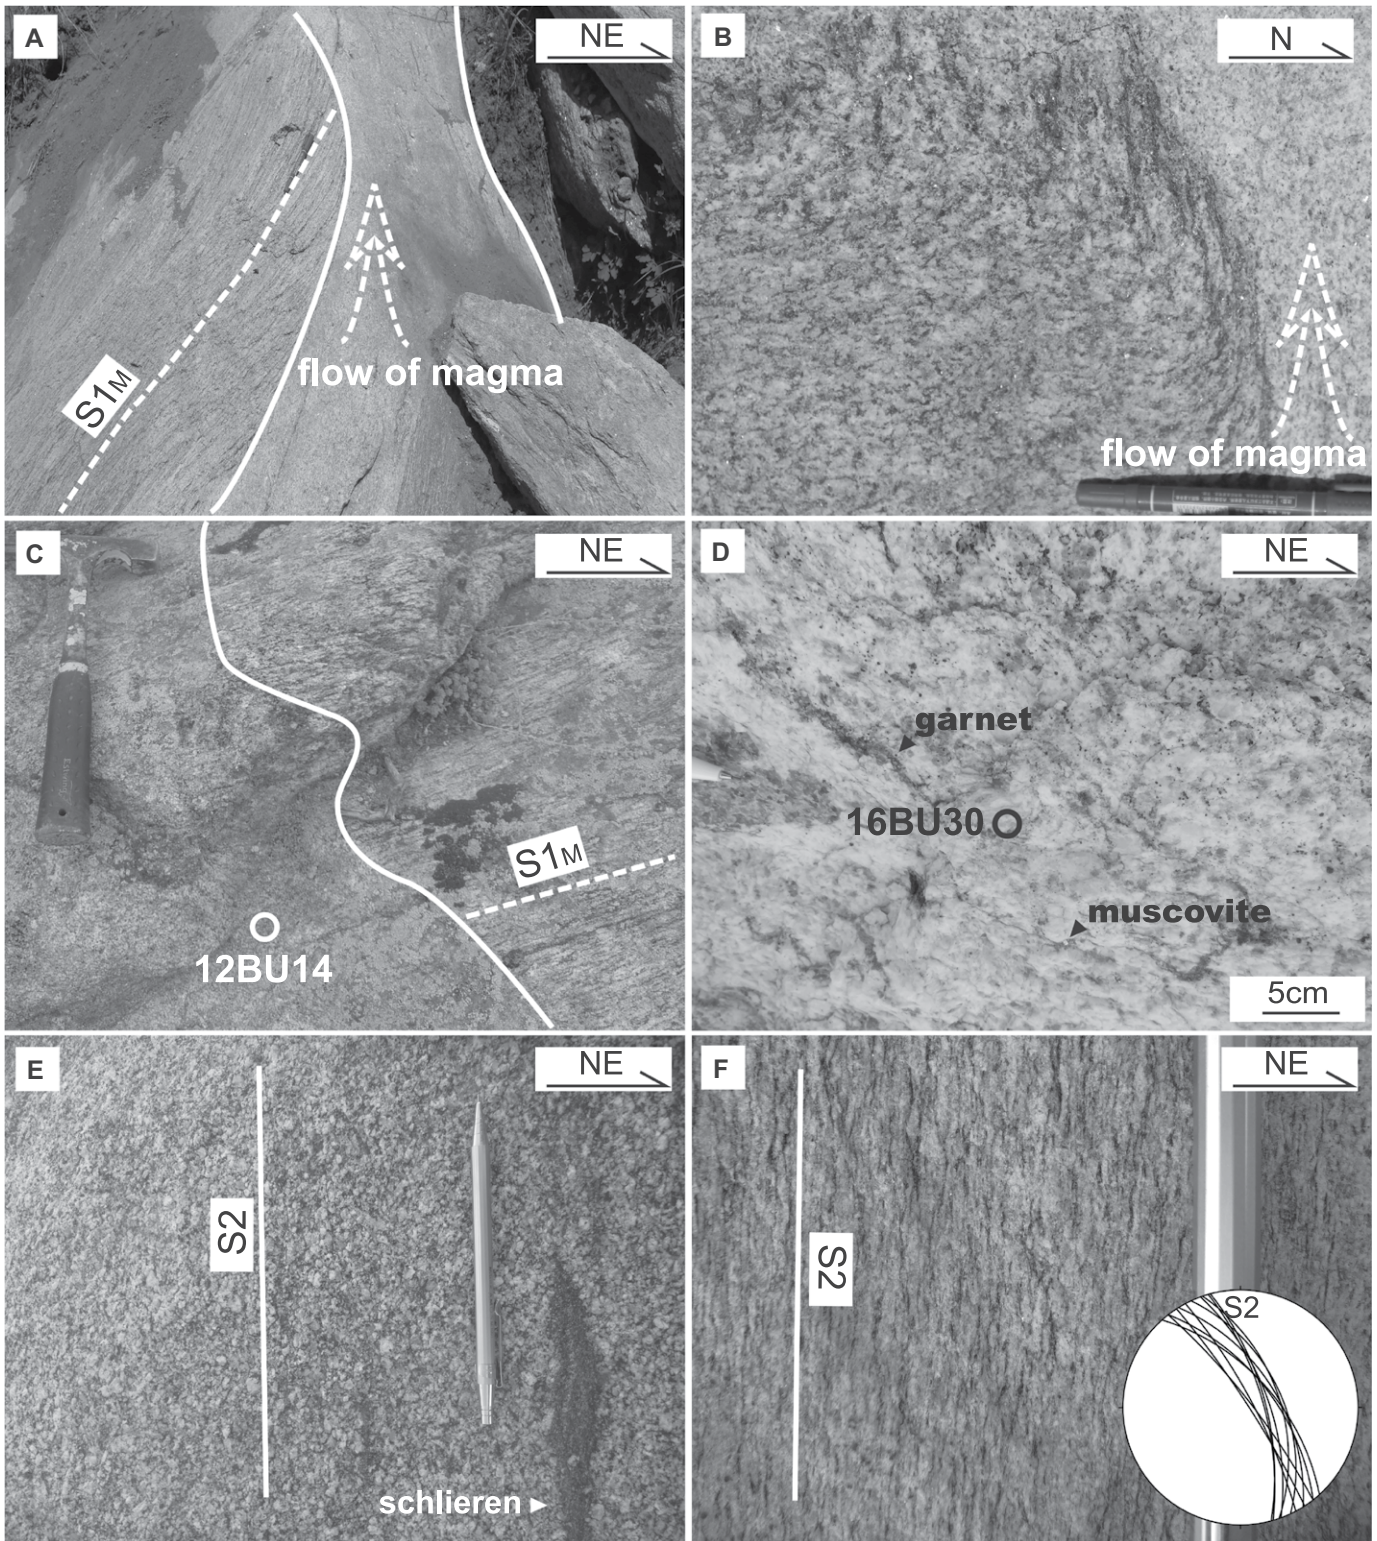 A
NE
S1M
flow of magma
B
N
flow of magma
C
NE
S1M
12BU14
D
NE
garnet
16BU30
muscovite
5cm
E
NE
S2
schlieren
F
NE
S2
S2